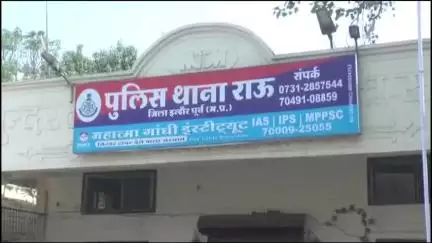 पुलिस थाना राऊ
जिला इन्दौर पूर्व (म.प्र.)
संपर्क
0731-2857544
70491-08859
महात्मा गांधी इंस्टीट्यूट
IAS | IPS | MPPSC
70009-25055